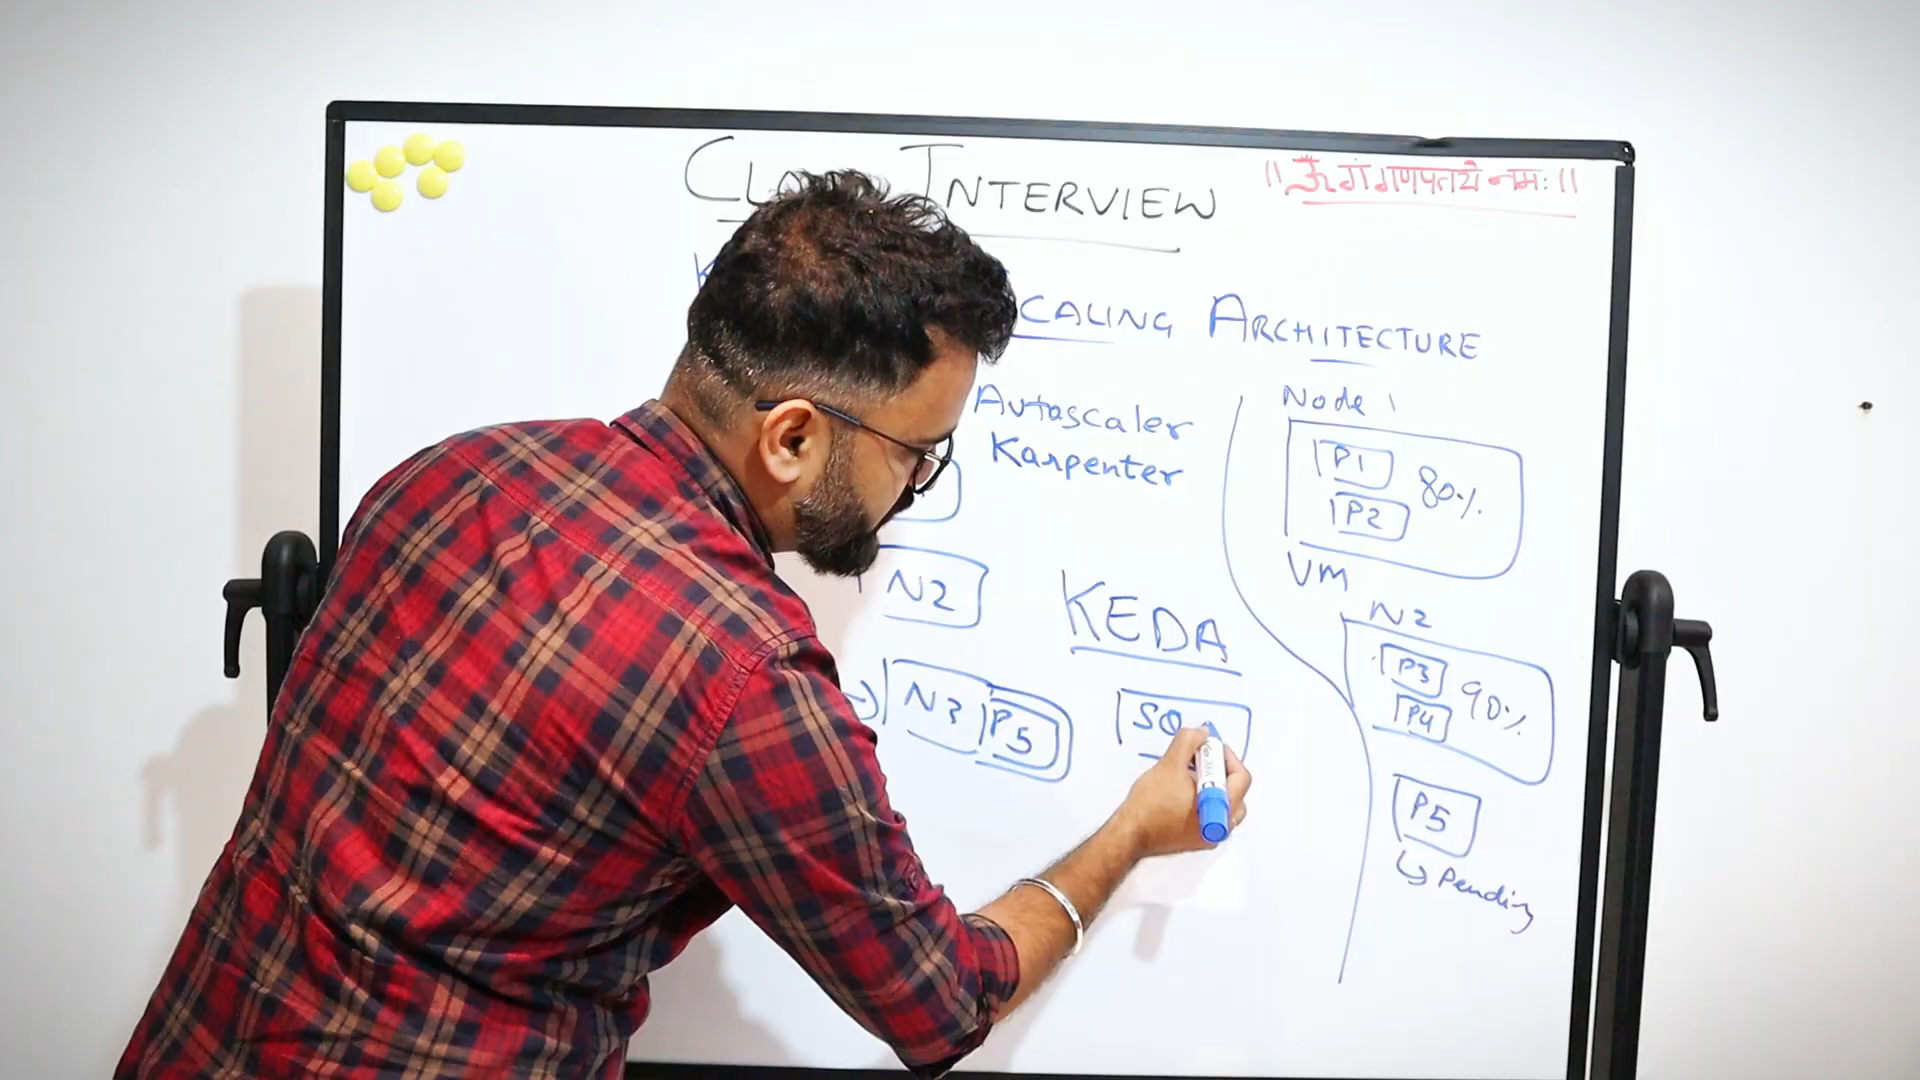 INTERVIEW
॥ ॐ गं गणपतये नमः ॥
CALING ARCHITECTURE
Autoscaler
Karpenter
N2
N3 P5
KEDA
SQ
Node 1
P1
80%
P2
VM
N2
P3
90%
P4
P5
↳ Pending